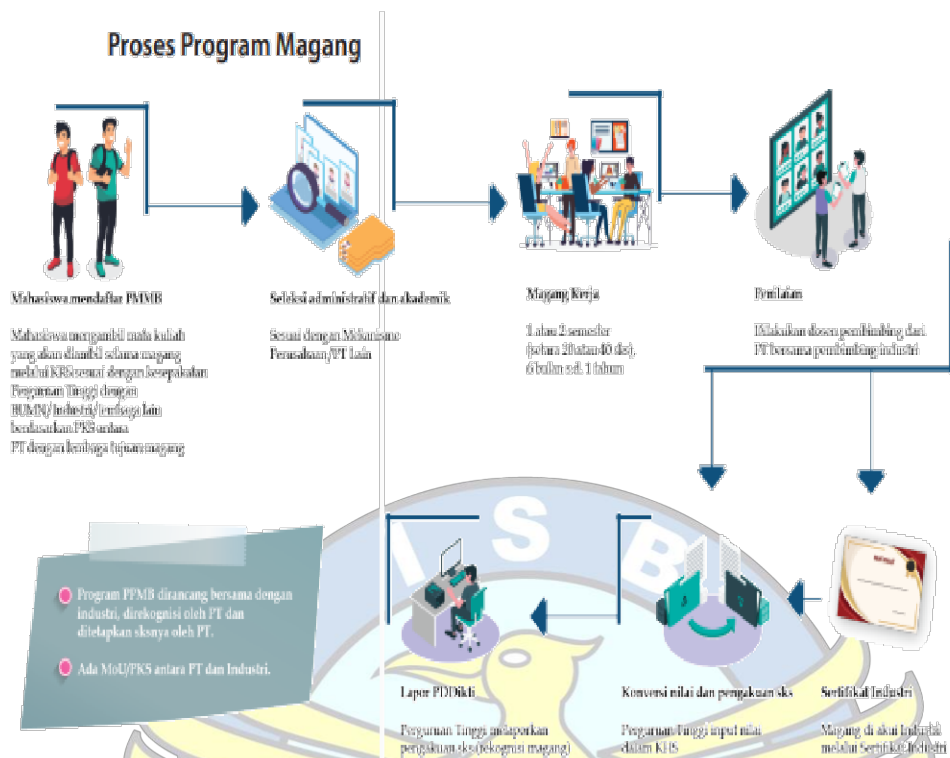 Proses Program Magang
Mahasiswa mendaftar PMMB
Mahasiswa mengambil mata kuliah
yang akan diambil selama magang
melalui KRS sesuai dengan kesepakatan
Perguruan Tinggi dengan
BUMN/ Industri/ lembaga lain
berdasarkan PKS antara
PT dengan lembaga tujuan magang
Seleksi administratif dan akademik
Sesuai dengan Mekanisme
Perusahaan/PT Lain
Magang Kerja
1 atau 2 semester
(setara 20 atau 40 sks),
6 bulan s.d. 1 tahun
Penilaian
Dilakukan dosen pembimbing dari
PT bersama pembimbing industri
Program PPMB dirancang bersama dengan
industri, direkognisi oleh PT dan
ditetapkan sksnya oleh PT.
Ada MoU/PKS antara PT dan Industri.
Lapor PDDikti
Perguruan Tinggi melaporkan
pengakuan sks (rekognisi magang)
Konversi nilai dan pengakuan sks
Perguruan Tinggi input nilai
dalam KHS
Sertifikat Industri
Magang di akui Industri
melalui Sertifikat Industri
I S B